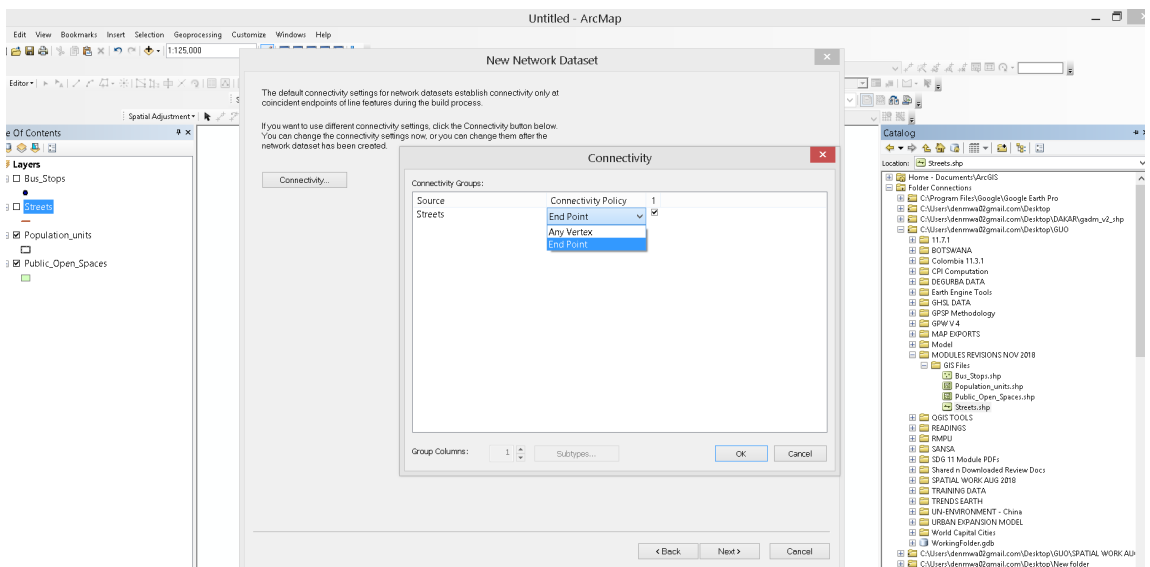 Untitled - ArcMap
Edit View Bookmarks Insert Selection Geoprocessing Customize Windows Help
1:125,000
Editor
Spatial Adjustment
e Of Contents
Layers
Bus_Stops
Streets
Population_units
Public_Open_Spaces
New Network Dataset
The default connectivity settings for network datasets establish connectivity only at
coincident endpoints of line features during the build process.
If you want to use different connectivity settings, click the Connectivity button below.
You can change the connectivity settings now, or you can change them after the
network dataset has been created.
Connectivity...
Connectivity
Connectivity Groups:
Source Connectivity Policy 1
Streets End Point
Any Vertex
End Point
Group Columns: 1 Subtypes... OK Cancel
< Back Next > Cancel
Catalog
Location: Streets.shp
Home - Documents\ArcGIS
Folder Connections
C:\Program Files\Google\Google Earth Pro
C:\Users\denmwa02gmail.com\Desktop
C:\Users\denmwa02gmail.com\Desktop\DAKAR\gadm_v2_shp
C:\Users\denmwa02gmail.com\Desktop\GUO
11.7.1
BOTSWANA
Colombia 11.3.1
CPI Computation
DEGURBA DATA
Earth Engine Tools
GHSL DATA
GPSP Methodology
GPW V 4
MAP EXPORTS
Model
MODULES REVISIONS NOV 2018
GIS Files
Bus_Stops.shp
Population_units.shp
Public_Open_Spaces.shp
Streets.shp
QGIS TOOLS
READINGS
RMPU
SANSA
SDG 11 Module PDFs
Shared n Downloaded Review Docs
SPATIAL WORK AUG 2018
TRAINING DATA
TRENDS EARTH
UN-ENVIRONMENT - China
URBAN EXPANSION MODEL
World Capital Cities
WorkingFolder.gdb
C:\Users\denmwa02gmail.com\Desktop\GUO\SPATIAL WORK AU
C:\Users\denmwa02gmail.com\Desktop\New folder